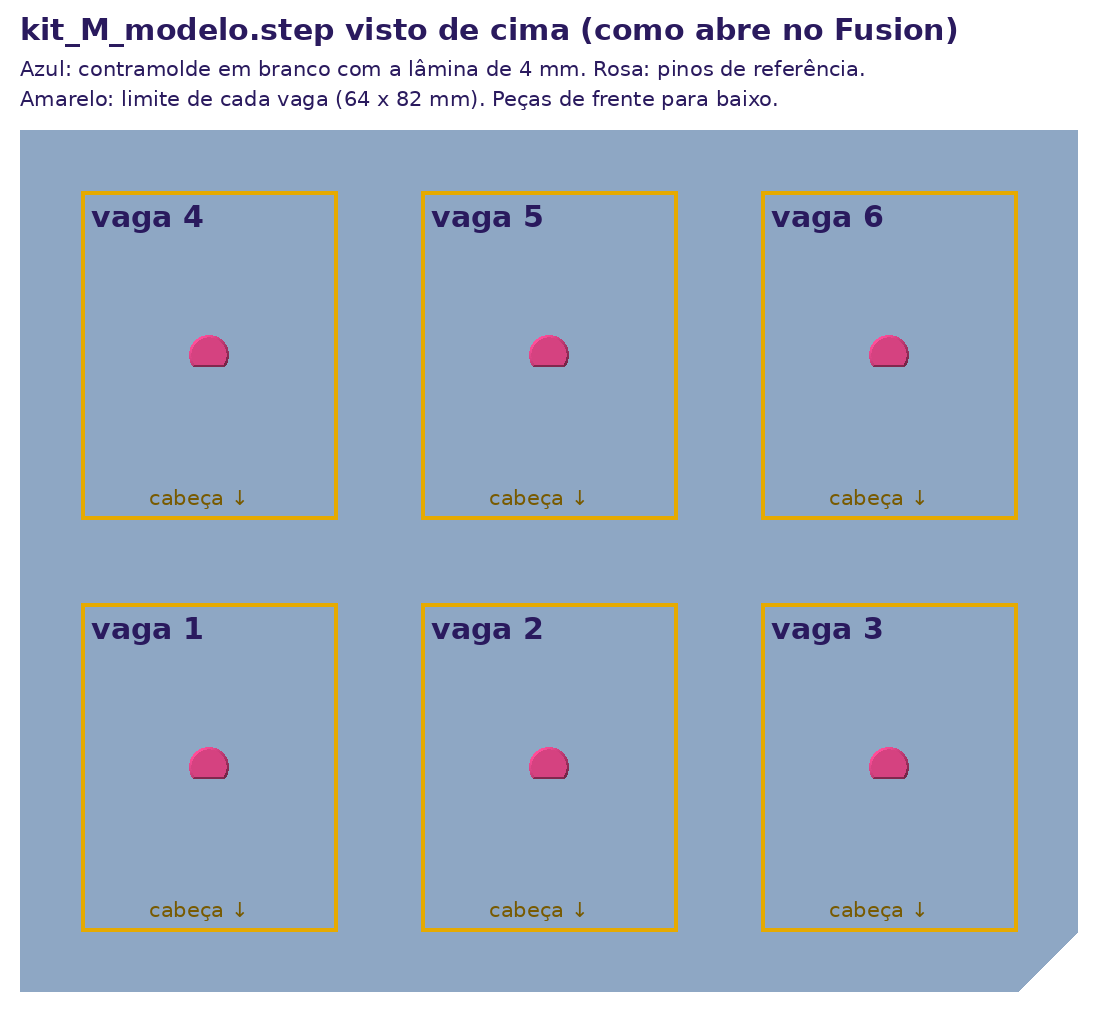 kit_M_modelo.step visto de cima (como abre no Fusion)
Azul: contramolde em branco com a lâmina de 4 mm. Rosa: pinos de referência.
Amarelo: limite de cada vaga (64 x 82 mm). Peças de frente para baixo.
vaga 4
vaga 5
vaga 6
cabeça ↓
cabeça ↓
cabeça ↓
vaga 1
vaga 2
vaga 3
cabeça ↓
cabeça ↓
cabeça ↓